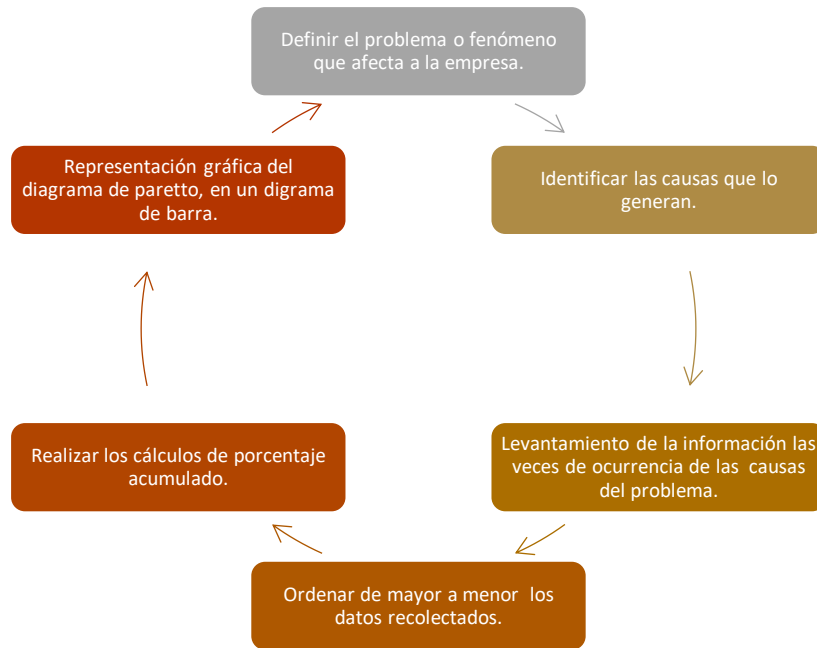 Definir el problema o fenómeno
que afecta a la empresa.
Identificar las causas que lo
generan.
Levantamiento de la información las
veces de ocurrencia de las causas
del problema.
Ordenar de mayor a menor los
datos recolectados.
Realizar los cálculos de porcentaje
acumulado.
Representación gráfica del
diagrama de paretto, en un digrama
de barra.